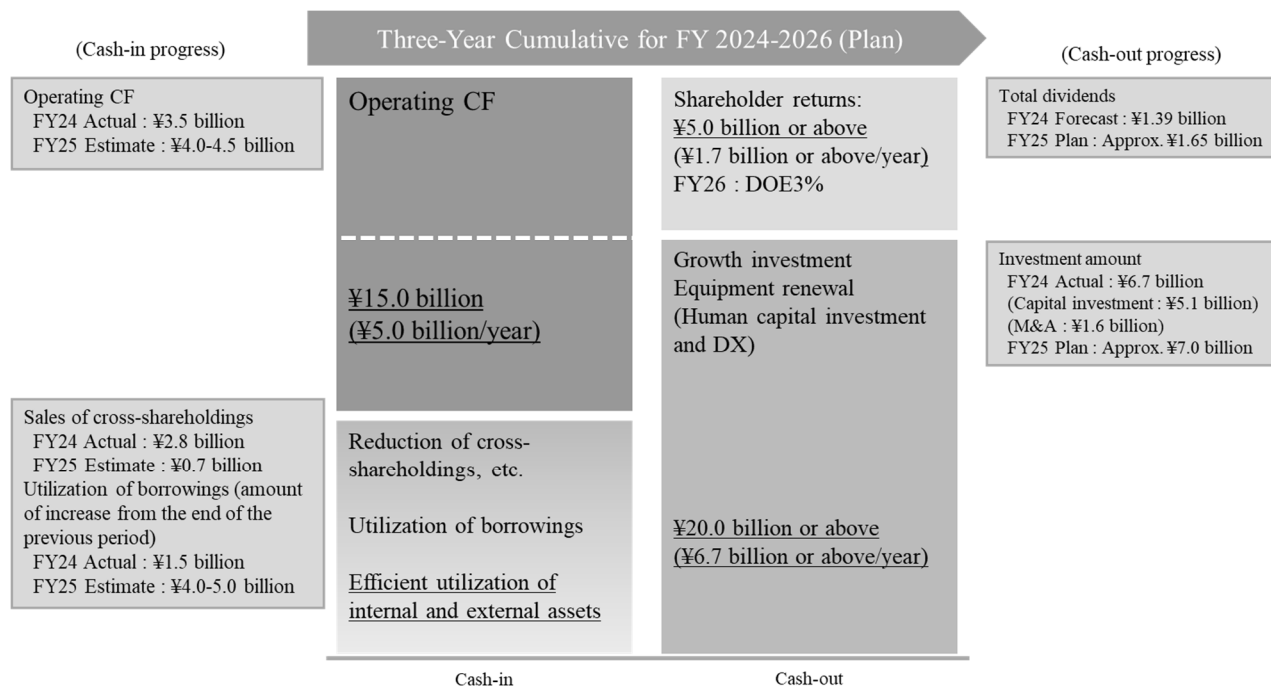 Three-Year Cumulative for FY 2024-2026 (Plan)
(Cash-in progress)
Operating CF
FY24 Actual : ¥3.5 billion
FY25 Estimate : ¥4.0-4.5 billion
Sales of cross-shareholdings
FY24 Actual : ¥2.8 billion
FY25 Estimate : ¥0.7 billion
Utilization of borrowings (amount
of increase from the end of the
previous period)
FY24 Actual : ¥1.5 billion
FY25 Estimate : ¥4.0-5.0 billion
Operating CF
¥15.0 billion
(¥5.0 billion/year)
Reduction of cross-
shareholdings, etc.
Utilization of borrowings
Efficient utilization of
internal and external assets
Cash-in
Shareholder returns:
¥5.0 billion or above
(¥1.7 billion or above/year)
FY26 : DOE3%
Growth investment
Equipment renewal
(Human capital investment
and DX)
¥20.0 billion or above
(¥6.7 billion or above/year)
Cash-out
(Cash-out progress)
Total dividends
FY24 Forecast : ¥1.39 billion
FY25 Plan : Approx. ¥1.65 billion
Investment amount
FY24 Actual : ¥6.7 billion
(Capital investment : ¥5.1 billion)
(M&A : ¥1.6 billion)
FY25 Plan : Approx. ¥7.0 billion